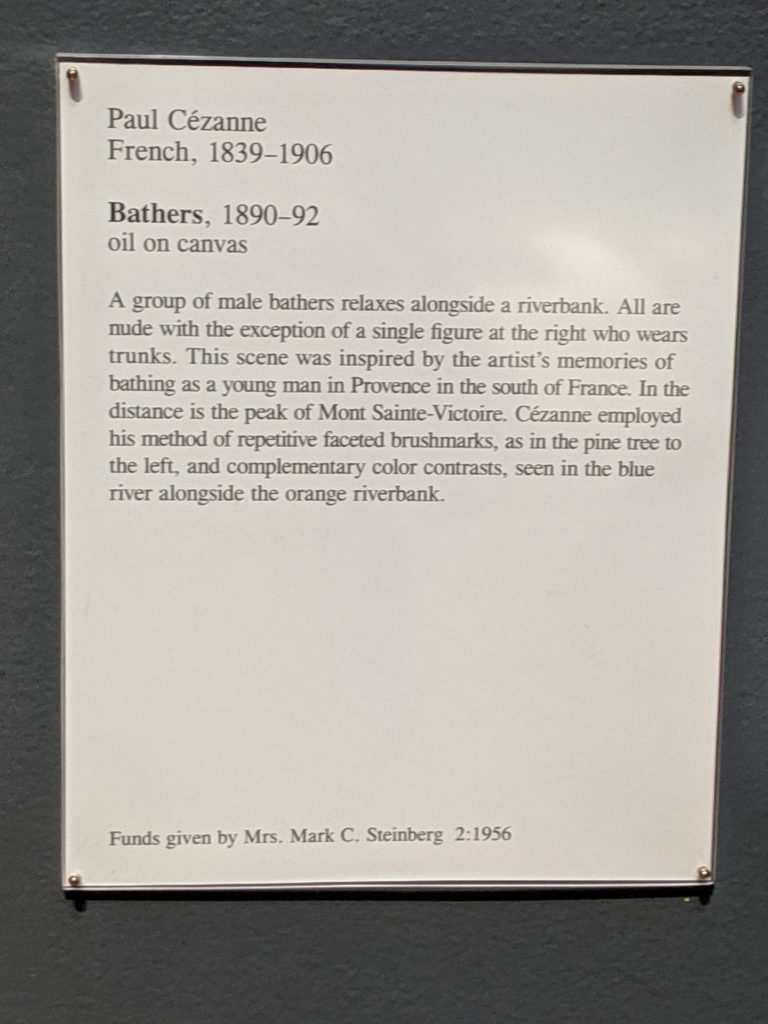 Paul Cézanne
French, 1839–1906
Bathers, 1890–92
oil on canvas
A group of male bathers relaxes alongside a riverbank. All are
nude with the exception of a single figure at the right who wears
trunks. This scene was inspired by the artist’s memories of
bathing as a young man in Provence in the south of France. In the
distance is the peak of Mont Sainte-Victoire. Cézanne employed
his method of repetitive faceted brushmarks, as in the pine tree to
the left, and complementary color contrasts, seen in the blue
river alongside the orange riverbank.
Funds given by Mrs. Mark C. Steinberg 2:1956